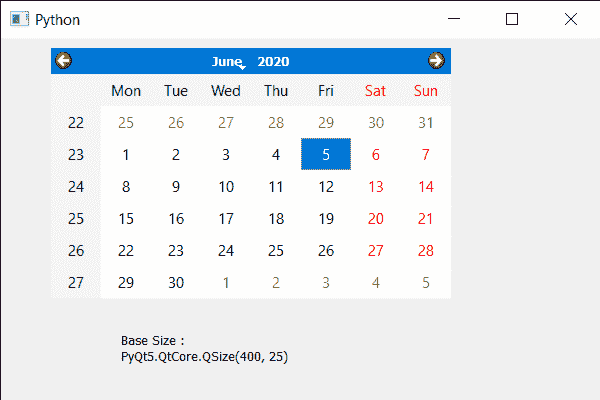 Python
June 2020
Mon Tue Wed Thu Fri Sat Sun
22 25 26 27 28 29 30 31
23 1 2 3 4 5 6 7
24 8 9 10 11 12 13 14
25 15 16 17 18 19 20 21
26 22 23 24 25 26 27 28
27 29 30 1 2 3 4 5
Base Size :
PyQt5.QtCore.QSize(400, 25)